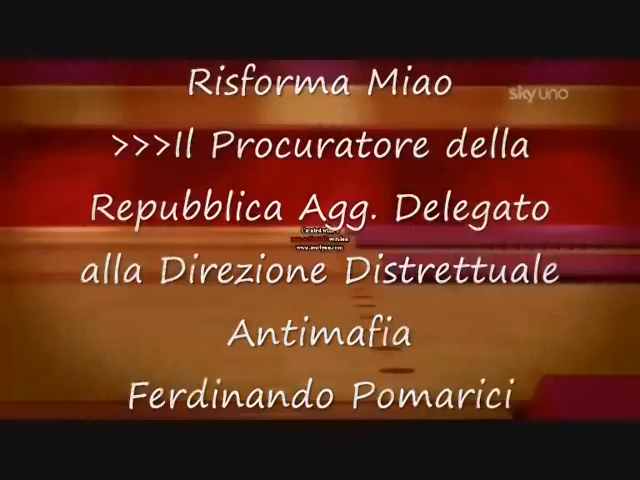 Risforma Miao
sky uno
>>>Il Procuratore della
Repubblica Agg. Delegato
alla Direzione Distrettuale
Antimafia
Ferdinando Pomarici